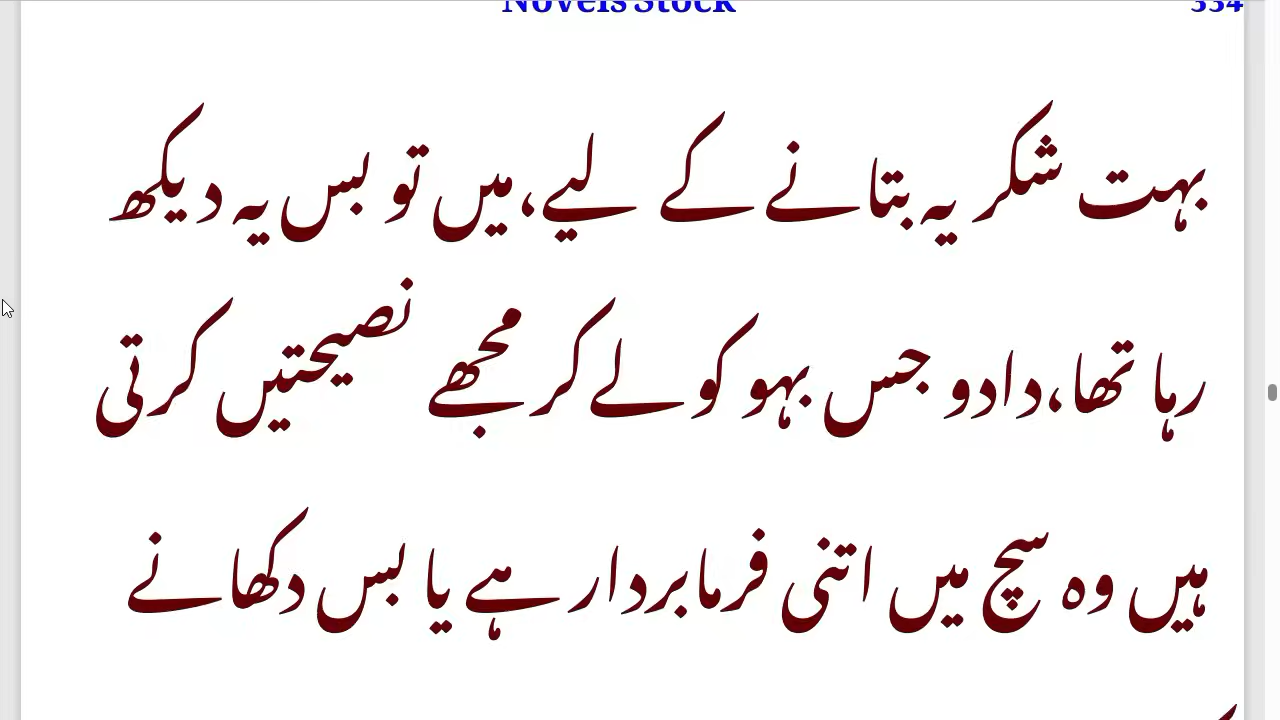 Novels Stock 334
بہت شکریہ بتانے کے لیے،میں تو بس یہ دیکھ
رہا تھا،دادو جس بہو کو لے کر مجھے نصیحتیں کرتی
ہیں وہ سچ میں اتنی فرمابردار ہے یا بس دکھانے